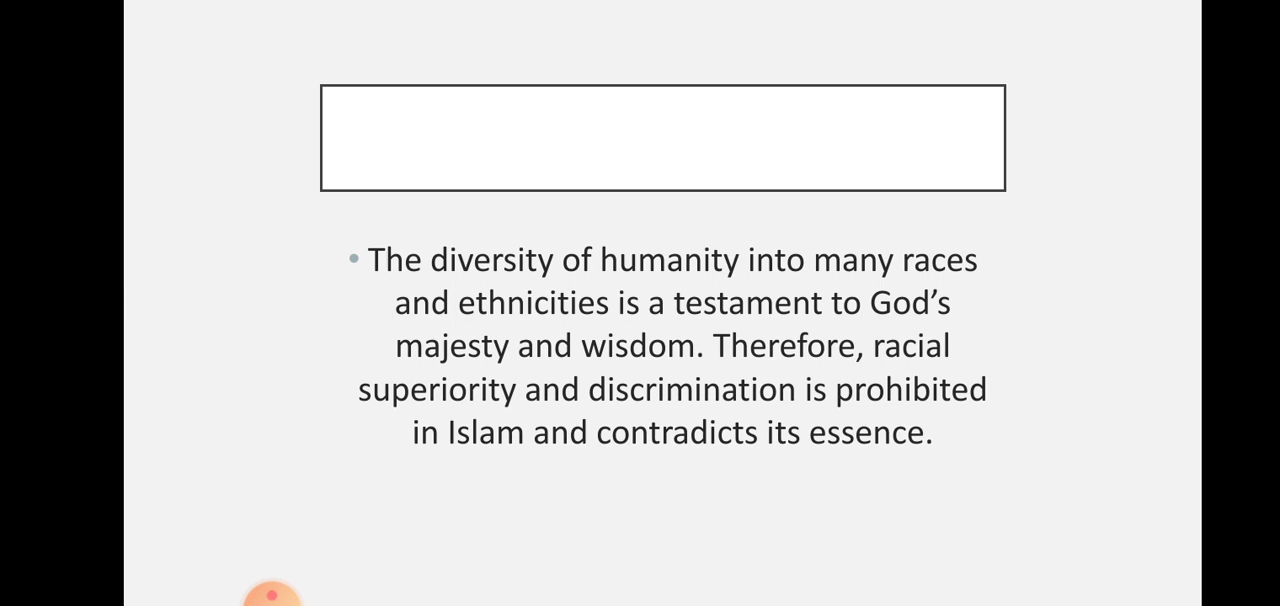 • The diversity of humanity into many races
and ethnicities is a testament to God’s
majesty and wisdom. Therefore, racial
superiority and discrimination is prohibited
in Islam and contradicts its essence.